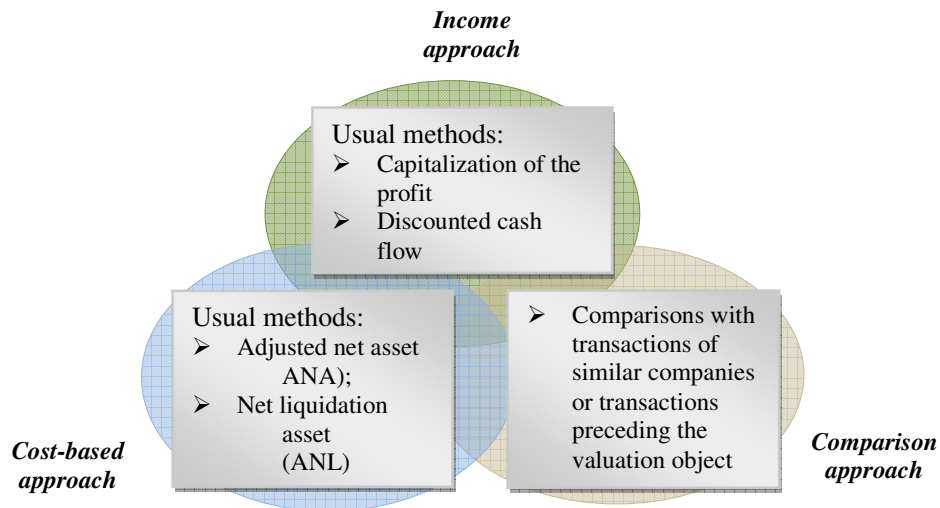 Income
approach
Usual methods:
➢ Capitalization of the
profit
➢ Discounted cash
flow
Usual methods:
➢ Adjusted net asset
ANA);
➢ Net liquidation
asset
(ANL)
➢ Comparisons with
transactions of
similar companies
or transactions
preceding the
valuation object
Cost-based
approach
Comparison
approach